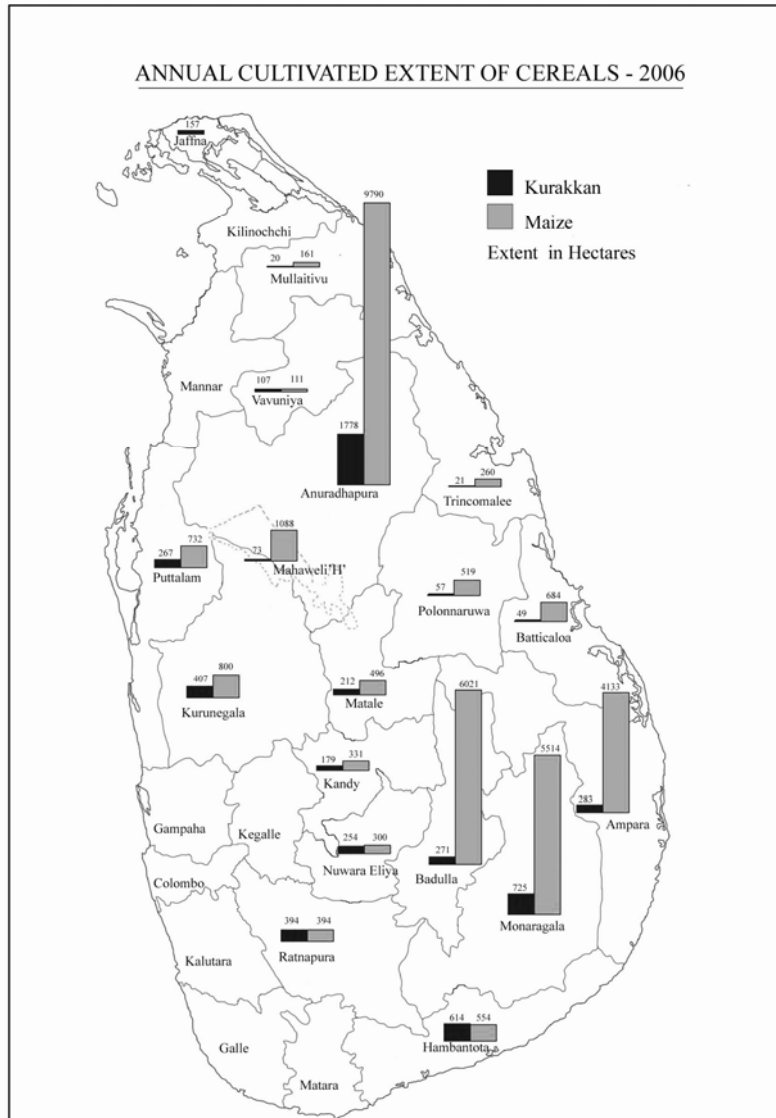 ANNUAL CULTIVATED EXTENT OF CEREALS - 2006
157
Jaffna
Kurakkan
Maize
Extent in Hectares
9790
Kilinochchi
20 161
Mullaitivu
Mannar
107 111
Vavuniya
1778
Anuradhapura
21 260
Trincomalee
267 732
Puttalam
73 1088
Mahaweli 'H'
57 519
Polonnaruwa
49 684
Batticaloa
407 800
Kurunegala
212 496
Matale
6021
4133
5514
179 331
Kandy
283
Ampara
Gampaha
Kegalle
254 300
Nuwara Eliya
271
Badulla
Colombo
725
Monaragala
394 394
Ratnapura
Kalutara
614 554
Hambantota
Galle
Matara